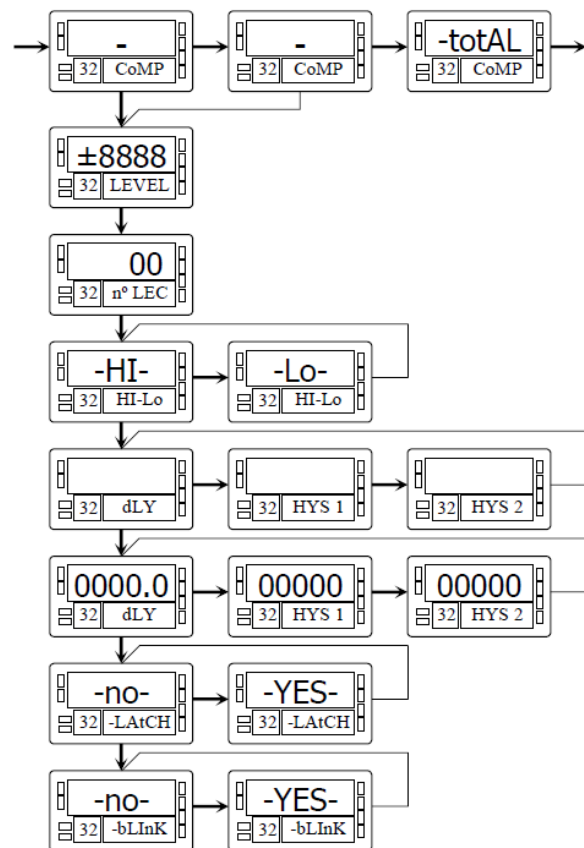 - - -totAL
32 CoMP 32 CoMP 32 CoMP
±8888
32 LEVEL
00
32 nº LEC
-HI- -Lo-
32 HI-Lo 32 HI-Lo
32 dLY 32 HYS 1 32 HYS 2
0000.0 00000 00000
32 dLY 32 HYS 1 32 HYS 2
-no- -YES-
32 -LAtCH 32 -LAtCH
-no- -YES-
32 -bLInK 32 -bLInK